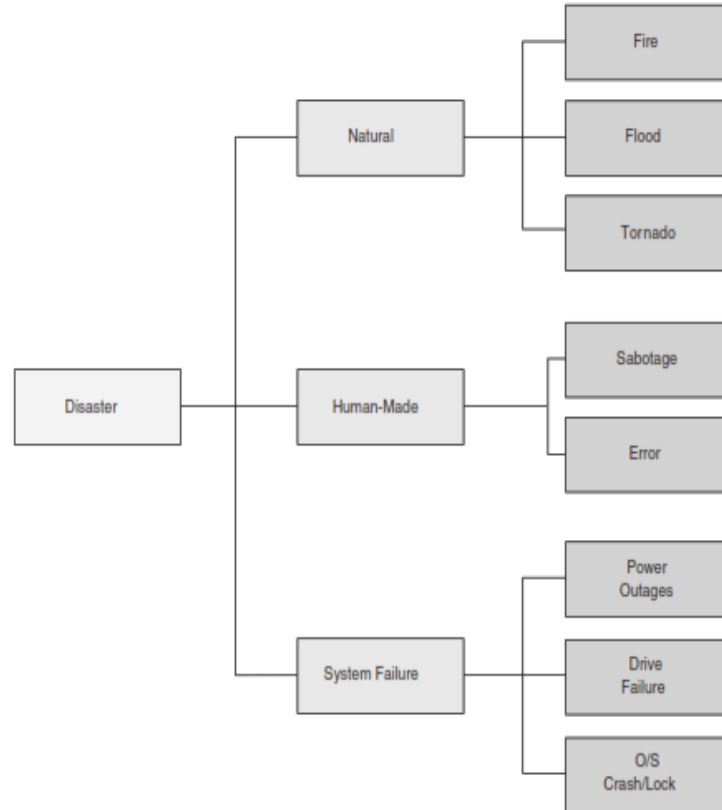 Fire
Natural
Flood
Tornado
Sabotage
Disaster
Human-Made
Error
Power
Outages
System Failure
Drive
Failure
O/S
Crash/Lock